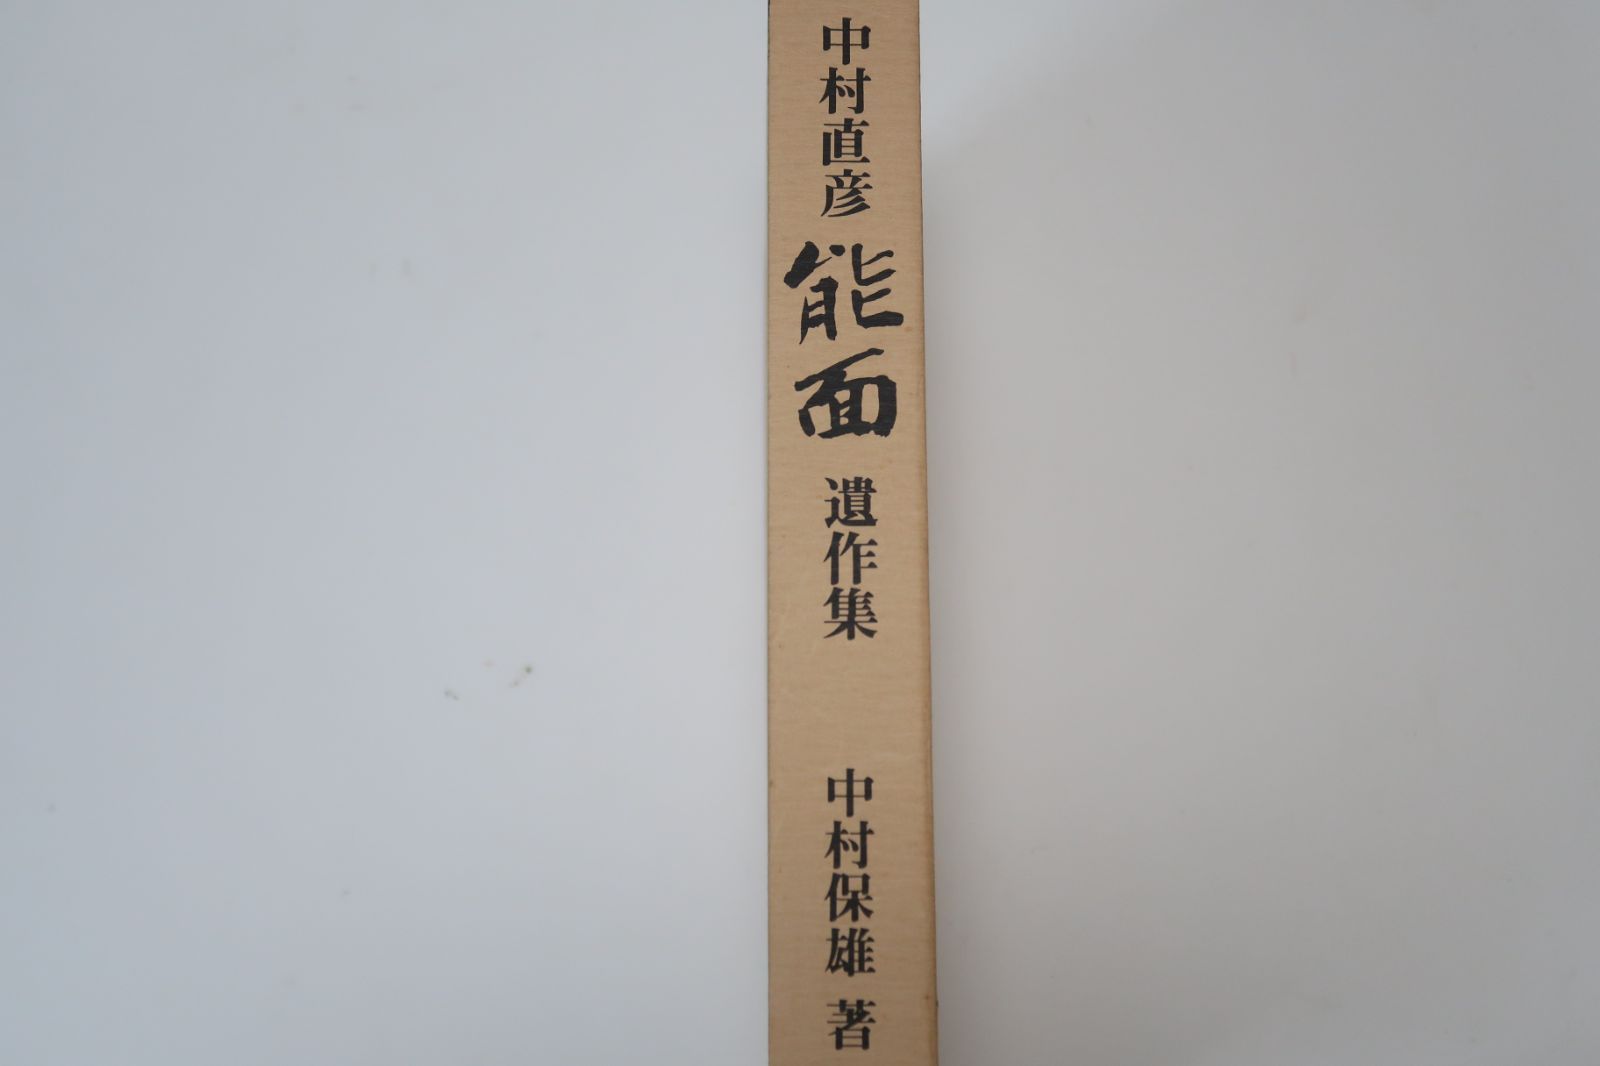 中村直彦 能面 遺作集 中村保雄 著